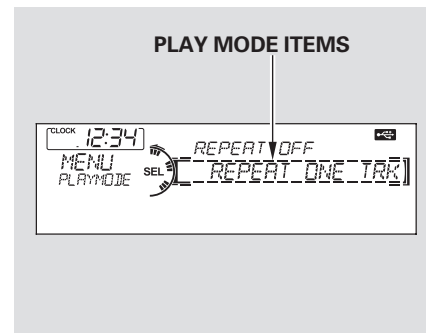 PLAY MODE ITEMS
CLOCK 12:34
MENU
PLAYMODE
SEL
REPEAT OFF
REPEAT ONE TRK